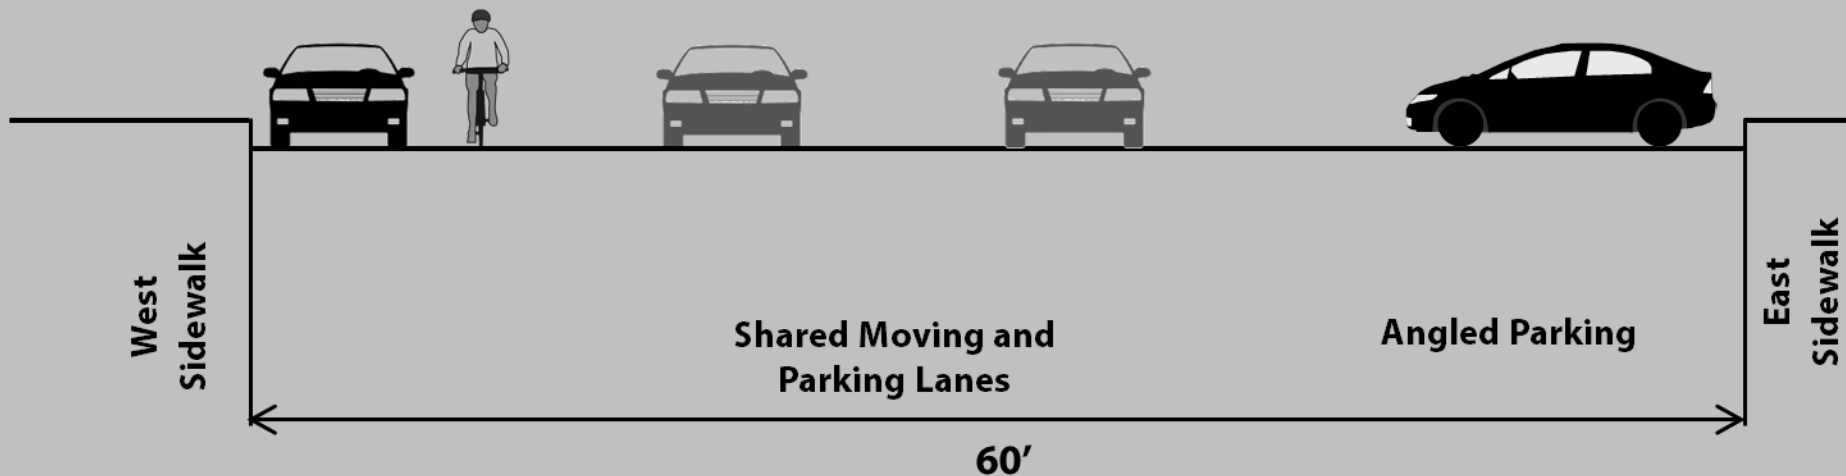 West
Sidewalk
Shared Moving and
Parking Lanes
Angled Parking
East
Sidewalk
60’